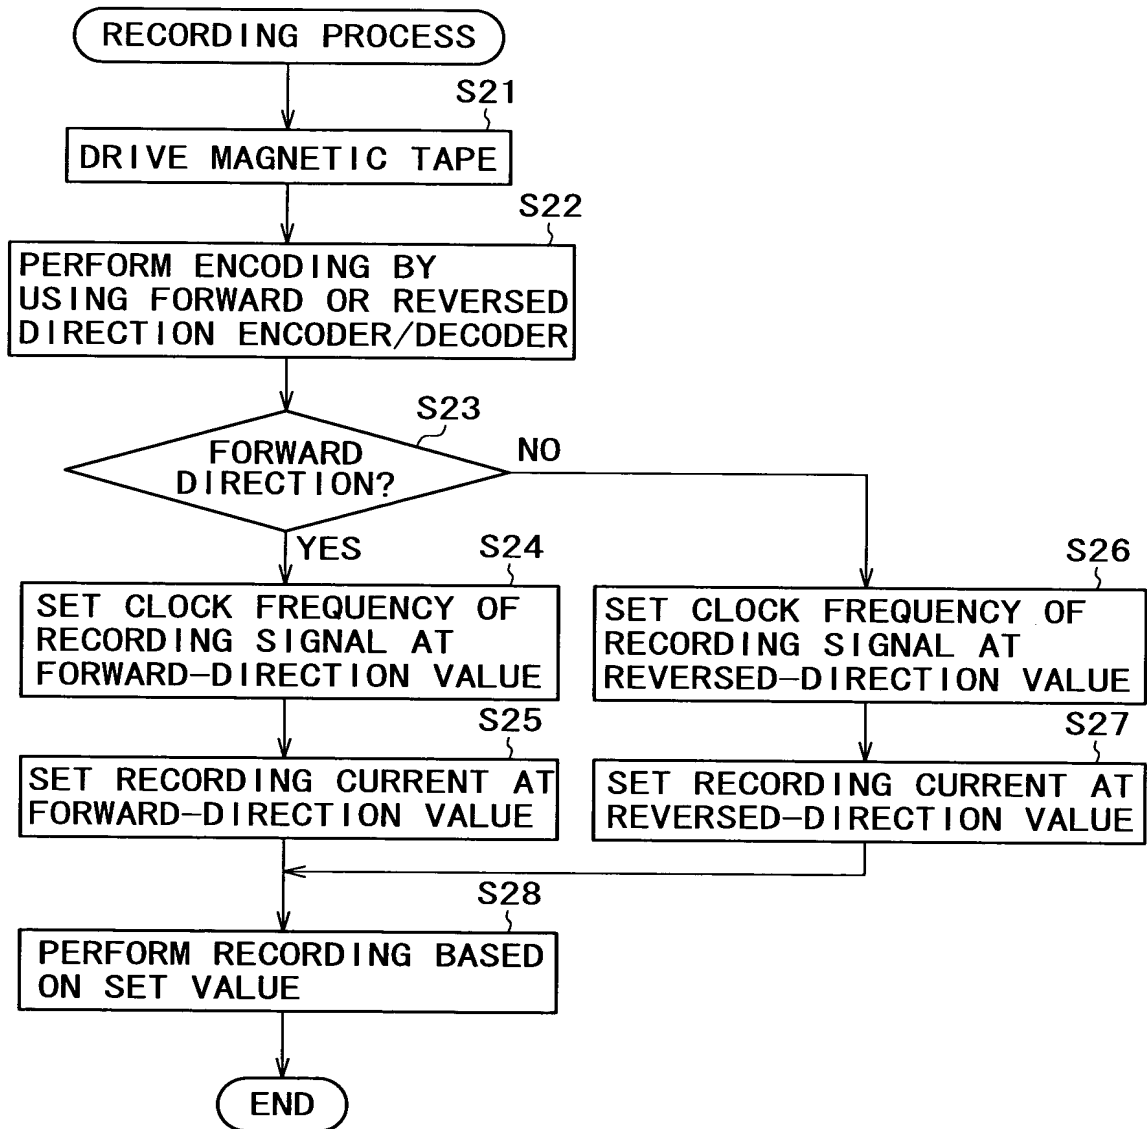 RECORDING PROCESS
S21
DRIVE MAGNETIC TAPE
S22
PERFORM ENCODING BY
USING FORWARD OR REVERSED
DIRECTION ENCODER/DECODER
S23
FORWARD
DIRECTION?
NO
YES
S24
SET CLOCK FREQUENCY OF
RECORDING SIGNAL AT
FORWARD-DIRECTION VALUE
S26
SET CLOCK FREQUENCY OF
RECORDING SIGNAL AT
REVERSED-DIRECTION VALUE
S25
SET RECORDING CURRENT AT
FORWARD-DIRECTION VALUE
S27
SET RECORDING CURRENT AT
REVERSED-DIRECTION VALUE
S28
PERFORM RECORDING BASED
ON SET VALUE
END